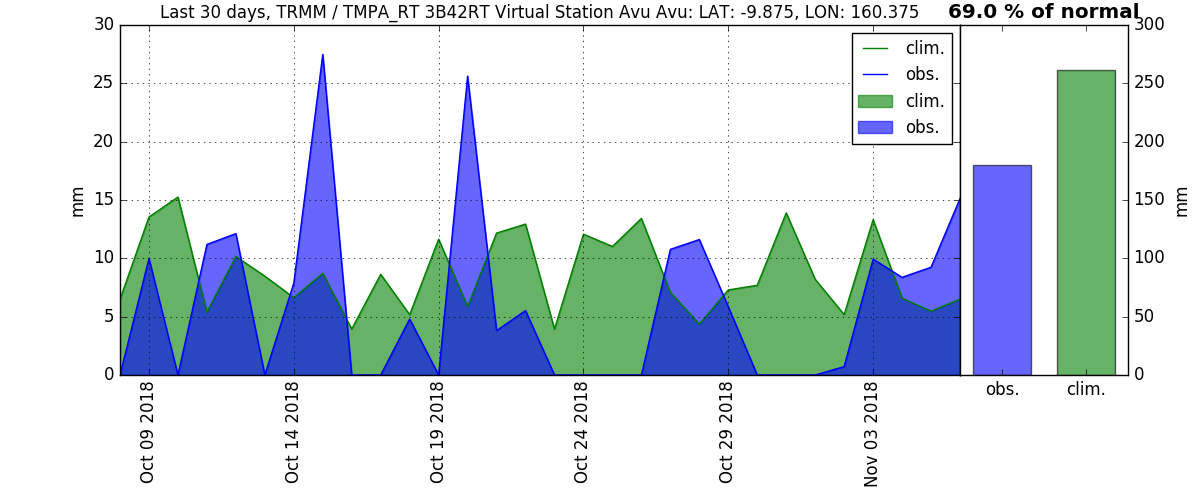 Last 30 days, TRMM / TMPA_RT 3B42RT Virtual Station Avu Avu: LAT: -9.875, LON: 160.375
69.0 % of normal
30
25
20
15
10
5
0
mm
clim.
obs.
clim.
obs.
300
250
200
150
100
50
0
mm
Oct 09 2018
Oct 14 2018
Oct 19 2018
Oct 24 2018
Oct 29 2018
Nov 03 2018
obs.
clim.